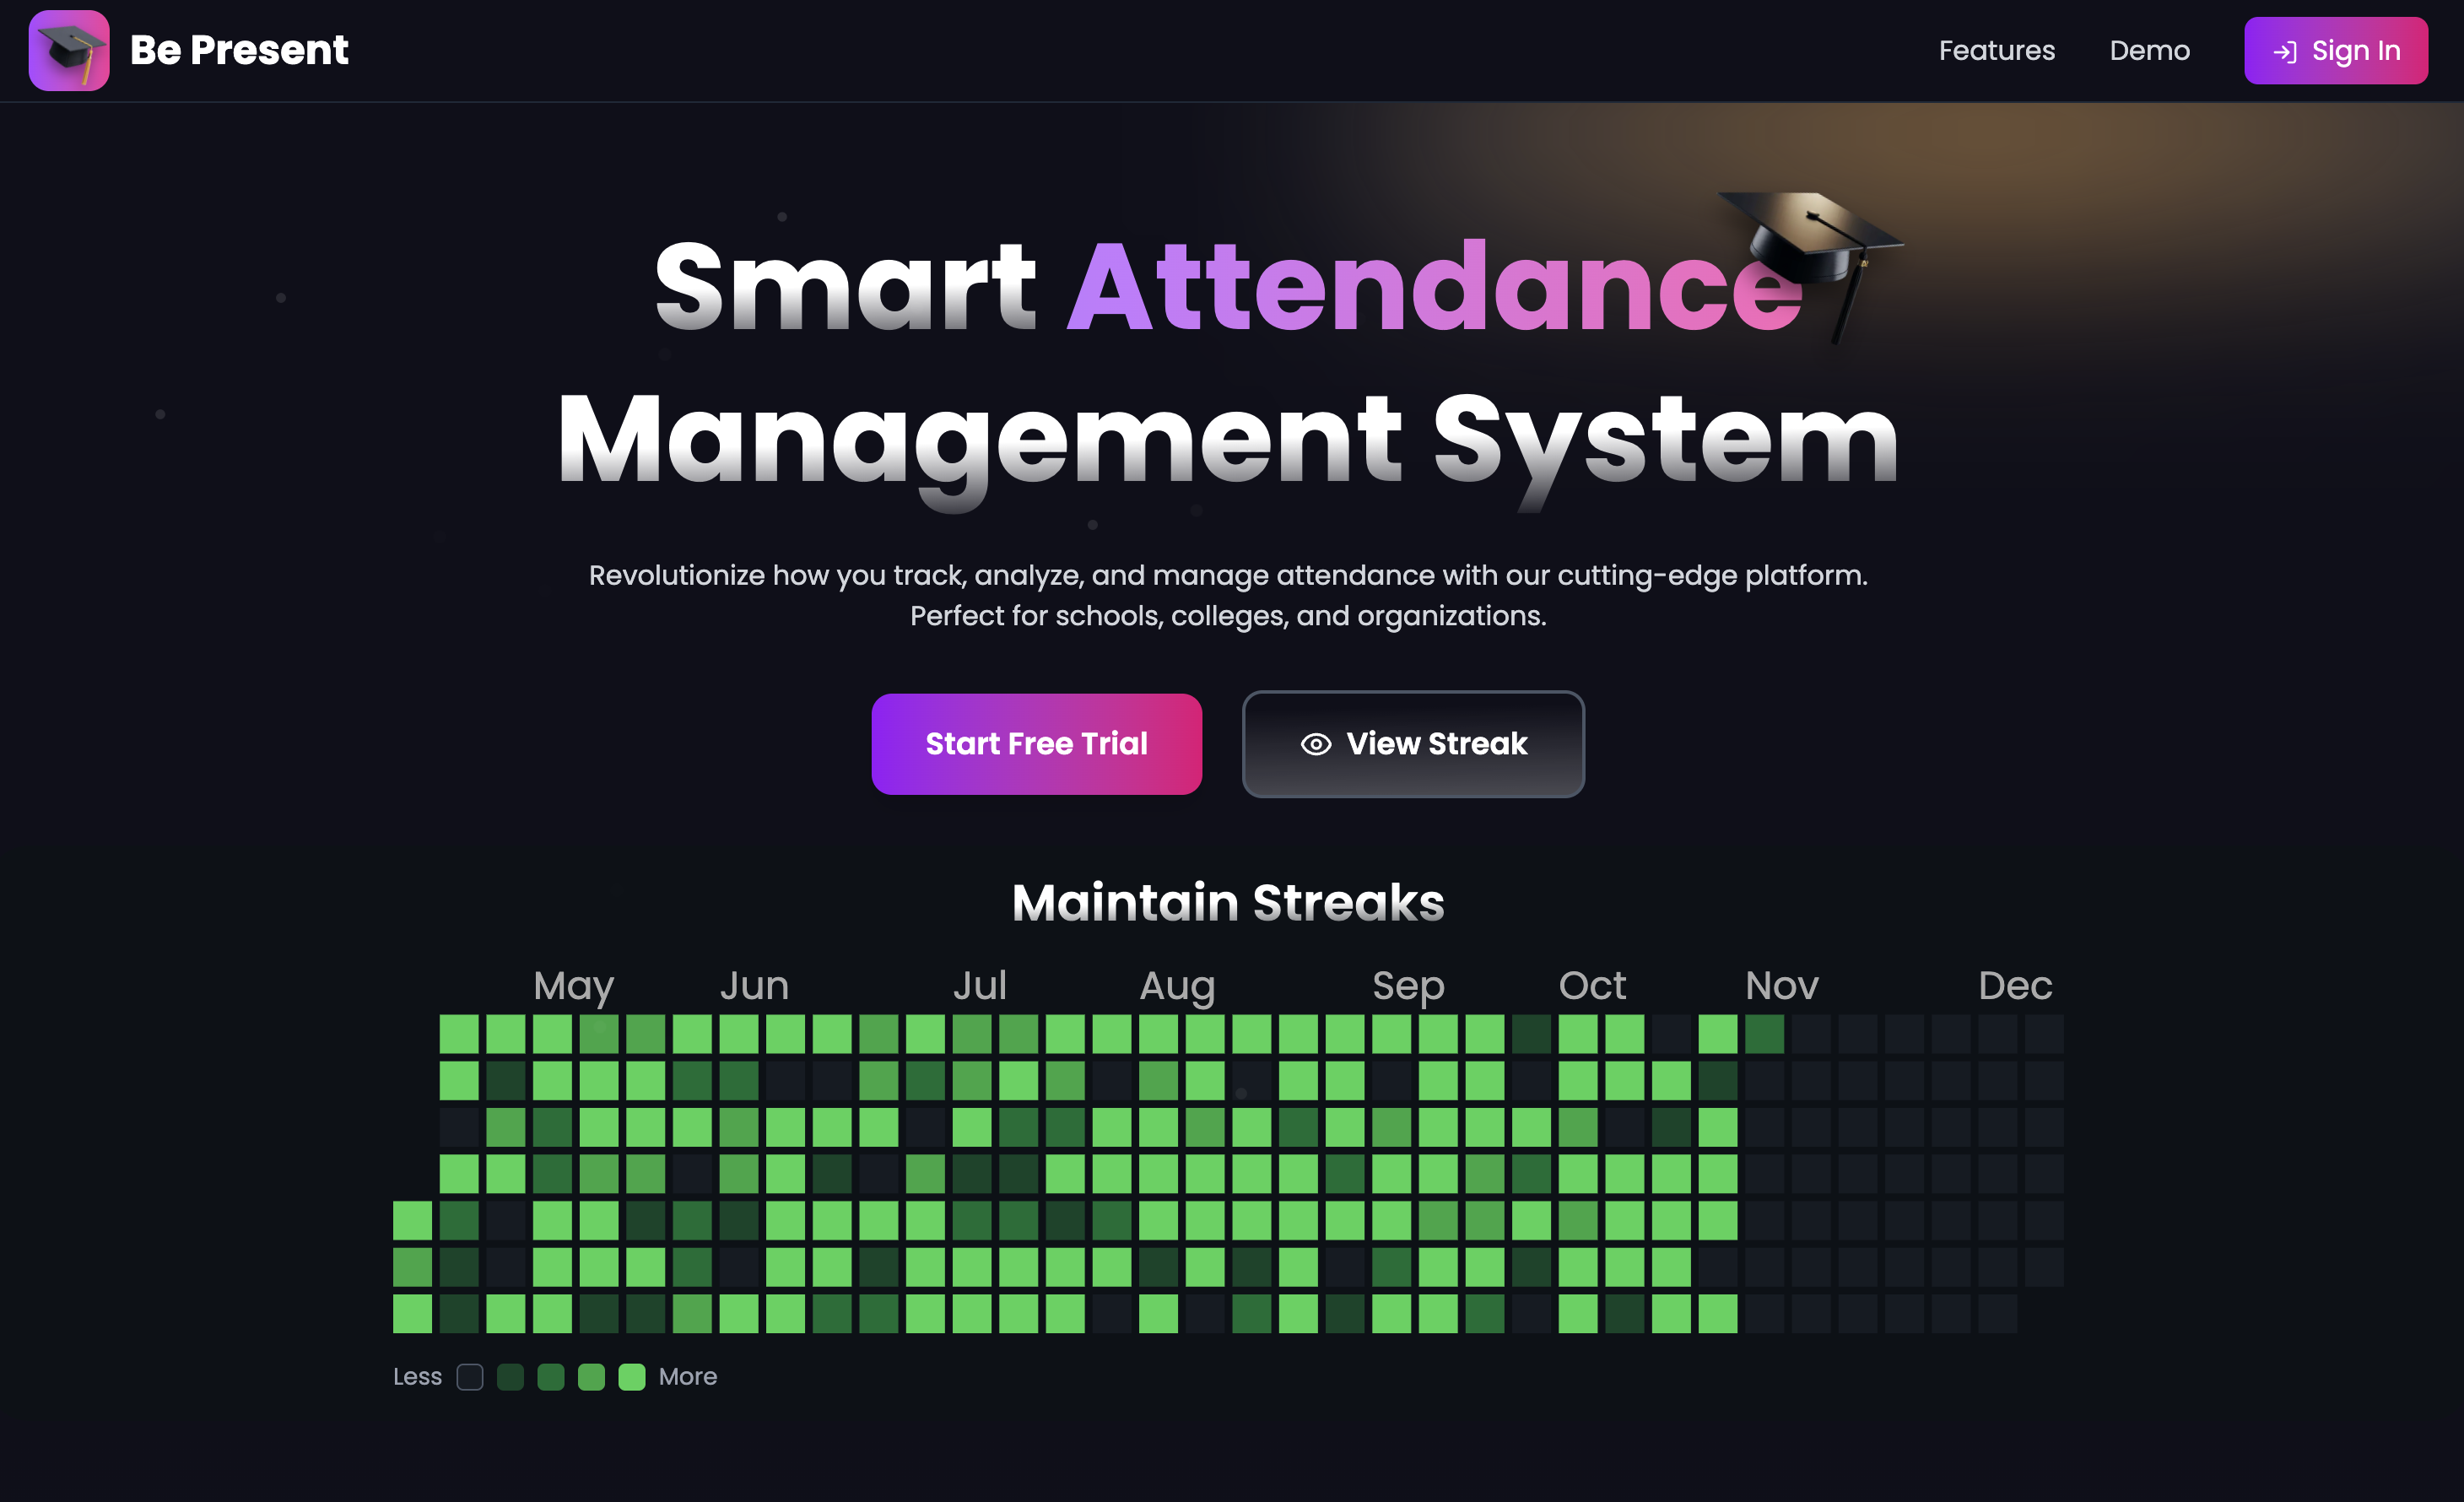 Be Present
Features
Demo
Sign In
Smart Attendance
Management System
Revolutionize how you track, analyze, and manage attendance with our cutting-edge platform.
Perfect for schools, colleges, and organizations.
Start Free Trial
View Streak
Maintain Streaks
May Jun Jul Aug Sep Oct Nov Dec
Less More